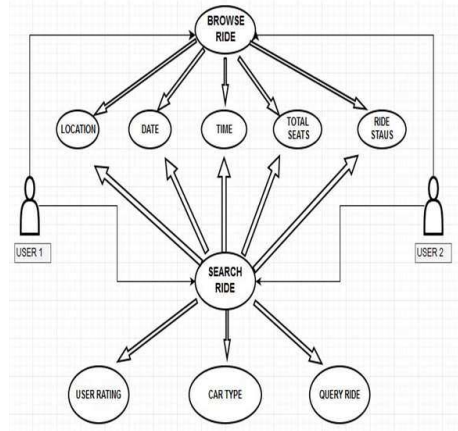 BROWSE
RIDE
LOCATION
DATE
TIME
TOTAL
SEATS
RIDE
STAUS
USER 1
USER 2
SEARCH
RIDE
USER RATING
CAR TYPE
QUERY RIDE